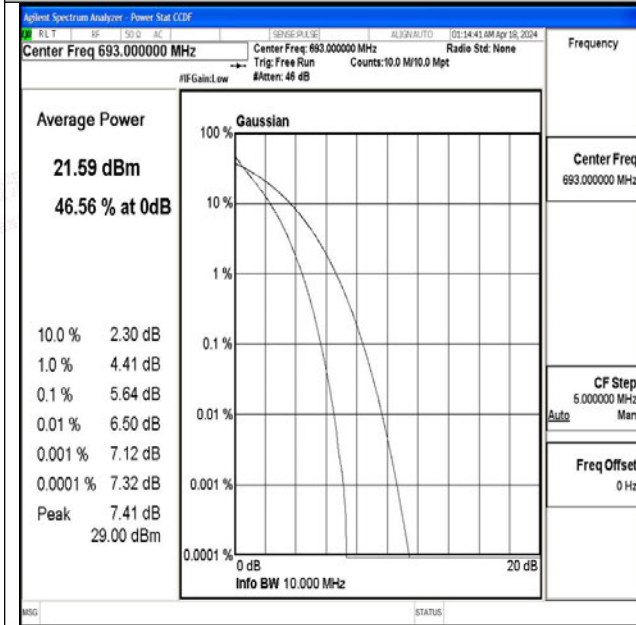 Agilent Spectrum Analyzer - Power Stat CCDF
RLT RF 50 Ω AC SENSE:PULSE ALIGNAUTO 01:14:41 AM Apr 18, 2024
Center Freq 693.000000 MHz
Center Freq: 693.000000 MHz Radio Std: None
Trig: Free Run Counts:10.0 M/10.0 Mpt
#IFGain:Low #Atten: 46 dB
Frequency
Average Power
21.59 dBm
46.56 % at 0dB
10.0 % 2.30 dB
1.0 % 4.41 dB
0.1 % 5.64 dB
0.01 % 6.50 dB
0.001 % 7.12 dB
0.0001 % 7.32 dB
Peak 7.41 dB
29.00 dBm
Gaussian
100 %
10 %
1 %
0.1 %
0.01 %
0.001 %
0.0001 %
0 dB 20 dB
Info BW 10.000 MHz
Center Freq
693.000000 MHz
CF Step
5.000000 MHz
Auto Man
Freq Offset
0 Hz
MSG STATUS